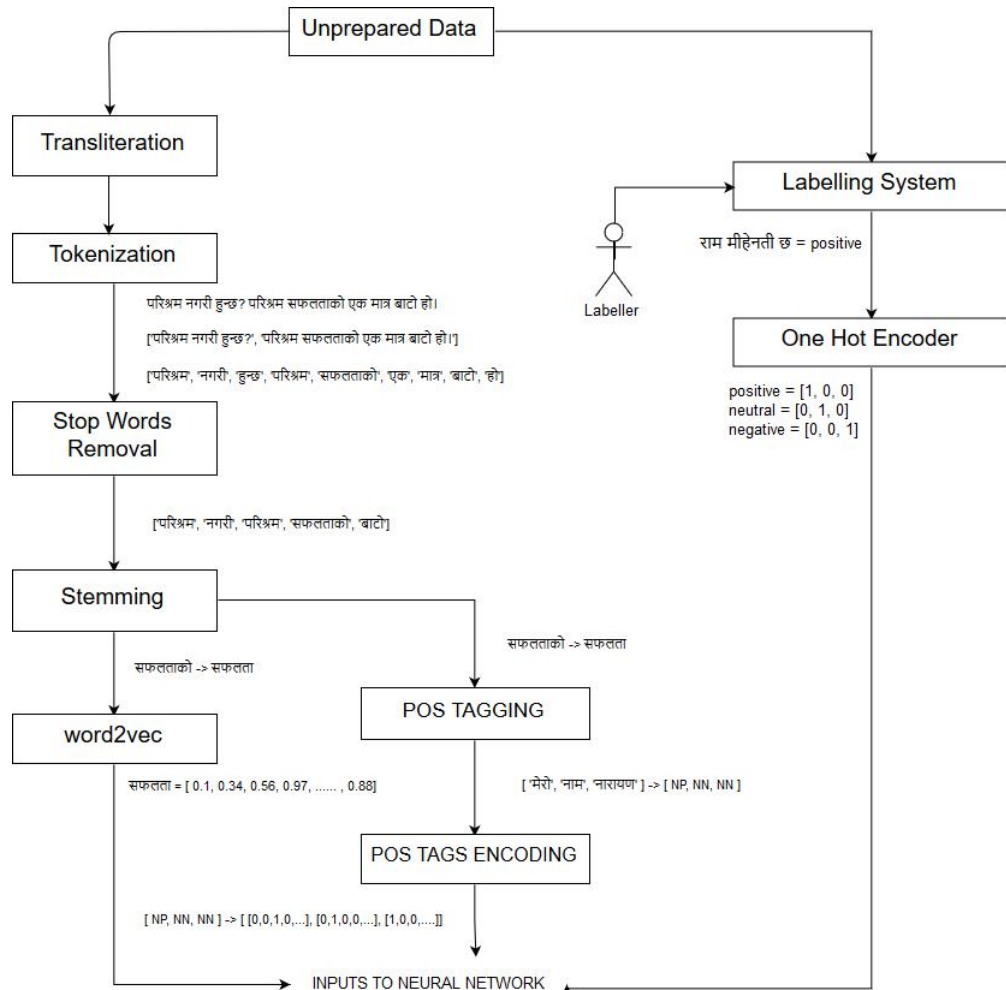 Unprepared Data
Transliteration
Labelling System
Tokenization
राम मीहेनती छ = positive
Labeller
परिश्रम नगरी हुन्छ? परिश्रम सफलताको एक मात्र बाटो हो।
['परिश्रम नगरी हुन्छ?', 'परिश्रम सफलताको एक मात्र बाटो हो।']
['परिश्रम', 'नगरी', 'हुन्छ', 'परिश्रम', 'सफलताको', 'एक', 'मात्र', 'बाटो', 'हो']
One Hot Encoder
positive = [1, 0, 0]
neutral = [0, 1, 0]
negative = [0, 0, 1]
Stop Words
Removal
['परिश्रम', 'नगरी', 'परिश्रम', 'सफलताको', 'बाटो']
Stemming
सफलताको -> सफलता
सफलताको -> सफलता
POS TAGGING
word2vec
सफलता = [ 0.1, 0.34, 0.56, 0.97, ...... , 0.88]
[ 'मेरो', 'नाम', 'नारायण' ] -> [ NP, NN, NN ]
POS TAGS ENCODING
[ NP, NN, NN ] -> [ [0,0,1,0,...], [0,1,0,0,...], [1,0,0,....]]
INPUTS TO NEURAL NETWORK